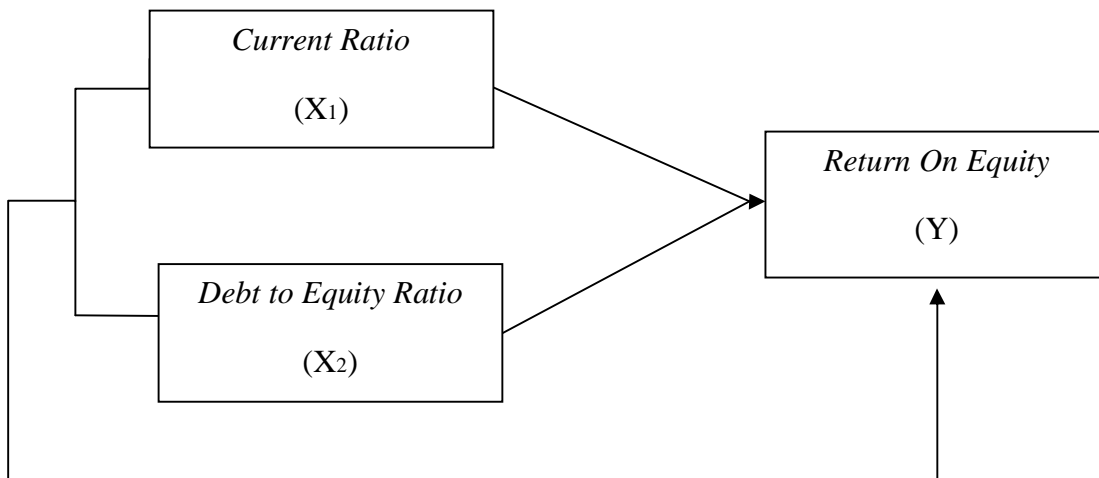 Current Ratio
(X1)
Return On Equity
(Y)
Debt to Equity Ratio
(X2)